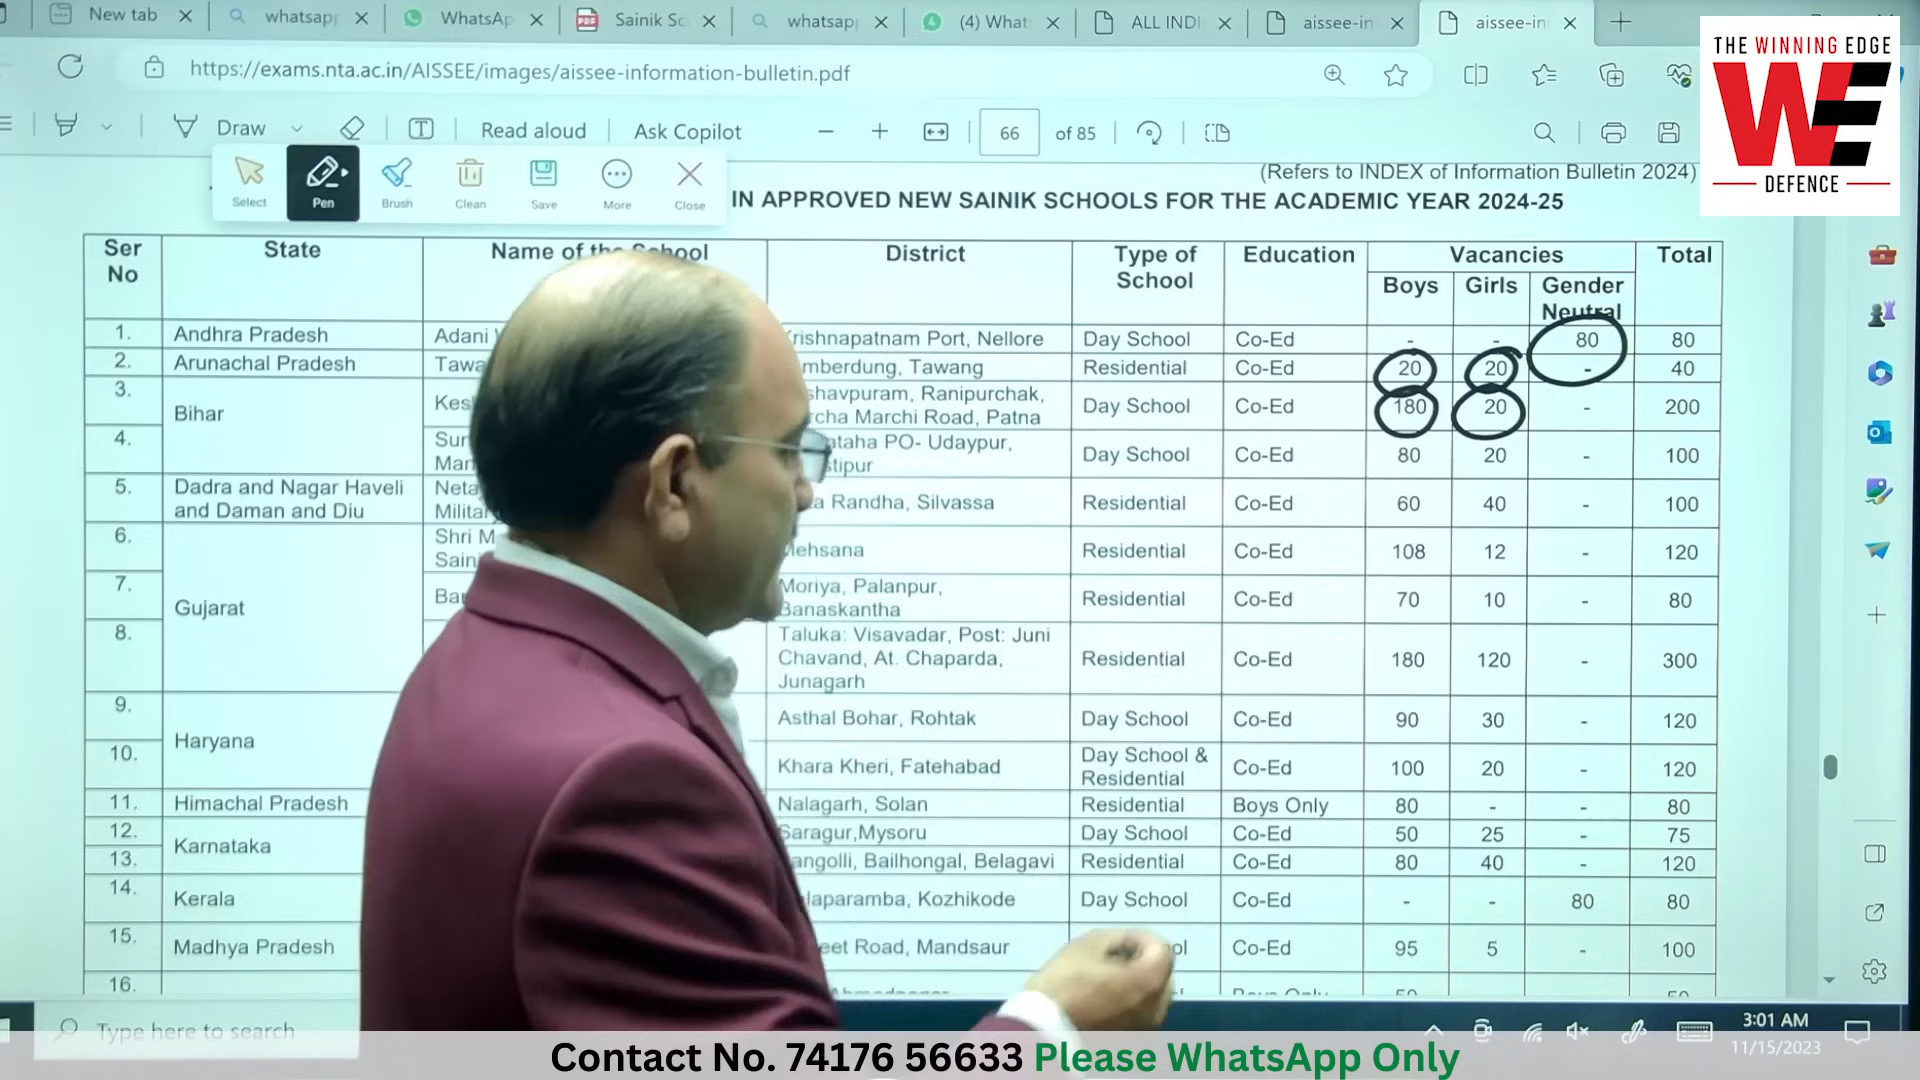 New tab
whatsapp
WhatsAp
Sainik Sc
whatsapp
(4) What
ALL INDI
aissee-in
aissee-in
https://exams.nta.ac.in/AISSEE/images/aissee-information-bulletin.pdf
Draw
Read aloud
Ask Copilot
66
of 85
Select
Pen
Brush
Clean
Save
More
Close
THE WINNING EDGE
WE
DEFENCE
(Refers to INDEX of Information Bulletin 2024)
IN APPROVED NEW SAINIK SCHOOLS FOR THE ACADEMIC YEAR 2024-25
Ser No State Name of the School District Type of School Education Vacancies Total
Boys Girls Gender Neutral
1. Andhra Pradesh Adani Krishnapatnam Port, Nellore Day School Co-Ed - - 80 80
2. Arunachal Pradesh Tawa mberdung, Tawang Residential Co-Ed 20 20 - 40
3. Bihar Kes shavpuram, Ranipurchak, rcha Marchi Road, Patna Day School Co-Ed 180 20 - 200
4. Sun Mar ataha PO- Udaypur, stipur Day School Co-Ed 80 20 - 100
5. Dadra and Nagar Haveli and Daman and Diu Neta Militar a Randha, Silvassa Residential Co-Ed 60 40 - 100
6. Gujarat Shri M Saini Mehsana Residential Co-Ed 108 12 - 120
7. Ba Moriya, Palanpur, Banaskantha Residential Co-Ed 70 10 - 80
8. Taluka: Visavadar, Post: Juni Chavand, At. Chaparda, Junagarh Residential Co-Ed 180 120 - 300
9. Haryana Asthal Bohar, Rohtak Day School Co-Ed 90 30 - 120
10. Khara Kheri, Fatehabad Day School & Residential Co-Ed 100 20 - 120
11. Himachal Pradesh Nalagarh, Solan Residential Boys Only 80 - - 80
12. Karnataka Saragur,Mysoru Day School Co-Ed 50 25 - 75
13. angolli, Bailhongal, Belagavi Residential Co-Ed 80 40 - 120
14. Kerala laparamba, Kozhikode Day School Co-Ed - - 80 80
15. Madhya Pradesh eet Road, Mandsaur ol Co-Ed 95 5 - 100
16. Boys Only 50 50
Type here to search
3:01 AM
11/15/2023
Contact No. 74176 56633 Please WhatsApp Only